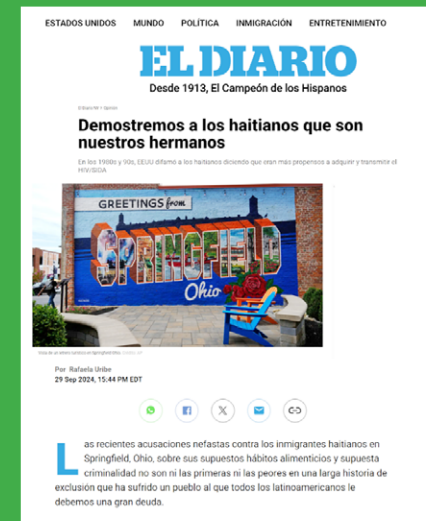 ESTADOS UNIDOS MUNDO POLÍTICA INMIGRACIÓN ENTRETENIMIENTO
EL DIARIO
Desde 1913, El Campeón de los Hispanos
Demostremos a los haitianos que son
nuestros hermanos
En los 1980s y 90s, EEUU difamó a los haitianos diciendo que eran más propensos a adquirir y transmitir el
HIV/SIDA
GREETINGS from
SPRINGFIELD
Ohio
Por Rafaela Uribe
29 Sep 2024, 15:44 PM EDT
Las recientes acusaciones nefastas contra los inmigrantes haitianos en
Springfield, Ohio, sobre sus supuestos hábitos alimenticios y supuesta
criminalidad no son ni las primeras ni las peores en una larga historia de
exclusión que ha sufrido un pueblo al que todos los latinoamericanos le
debemos una gran deuda.